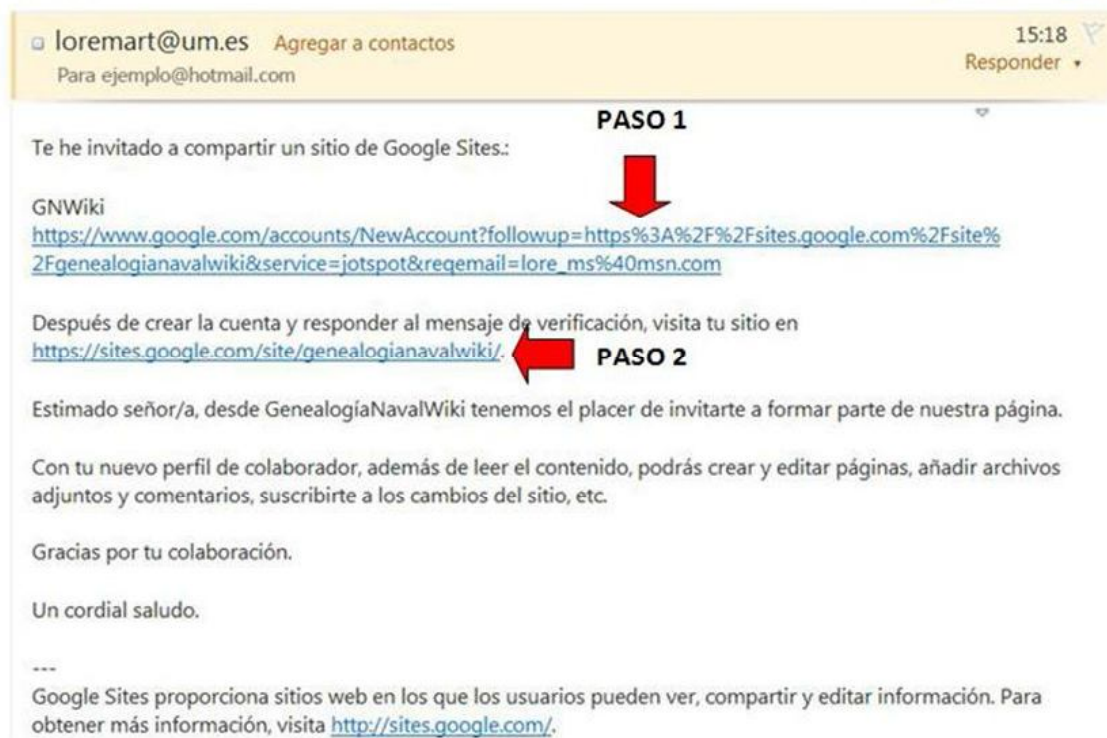 loremart@um.es Agregar a contactos 15:18
Para ejemplo@hotmail.com Responder
PASO 1
Te he invitado a compartir un sitio de Google Sites.:
GNWiki
https://www.google.com/accounts/NewAccount?followup=https%3A%2F%2Fsites.google.com%2Fsite%
2Fgenealogianavalwiki&service=jotspot&reqemail=lore_ms%40msn.com
Después de crear la cuenta y responder al mensaje de verificación, visita tu sitio en
https://sites.google.com/site/genealogianavalwiki/. PASO 2
Estimado señor/a, desde GenealogíaNavalWiki tenemos el placer de invitarte a formar parte de nuestra página.
Con tu nuevo perfil de colaborador, además de leer el contenido, podrás crear y editar páginas, añadir archivos
adjuntos y comentarios, suscribirte a los cambios del sitio, etc.
Gracias por tu colaboración.
Un cordial saludo.
---
Google Sites proporciona sitios web en los que los usuarios pueden ver, compartir y editar información. Para
obtener más información, visita http://sites.google.com/.